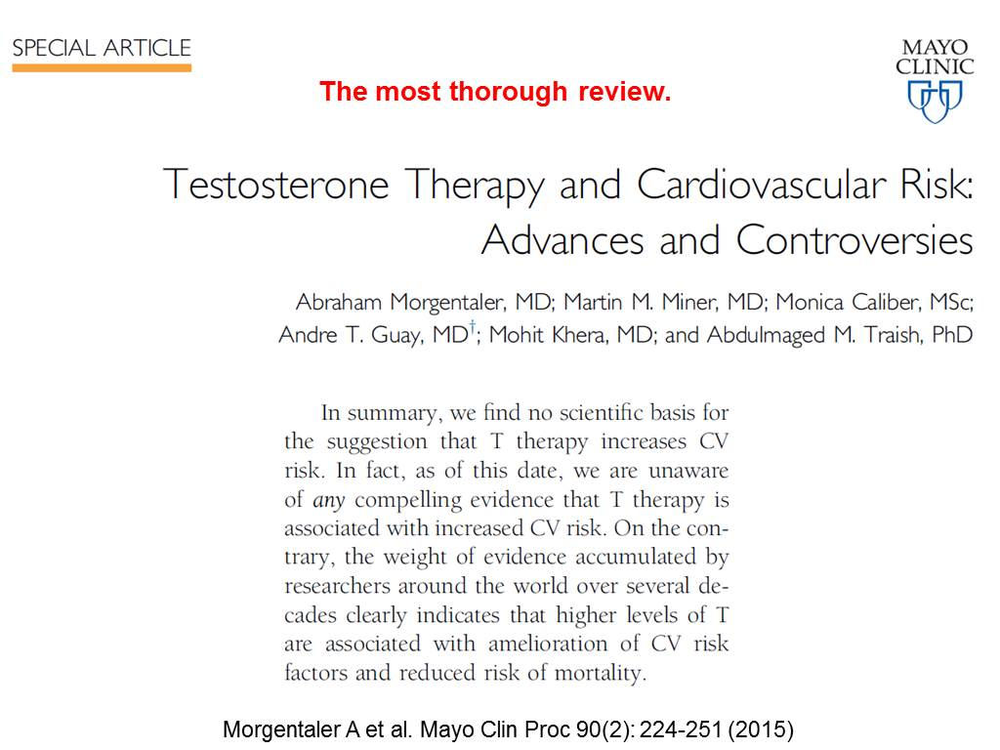 SPECIAL ARTICLE
MAYO
CLINIC
The most thorough review.
Testosterone Therapy and Cardiovascular Risk:
Advances and Controversies
Abraham Morgentaler, MD; Martin M. Miner, MD; Monica Caliber, MSc;
Andre T. Guay, MD†; Mohit Khera, MD; and Abdulmaged M. Traish, PhD
In summary, we find no scientific basis for
the suggestion that T therapy increases CV
risk. In fact, as of this date, we are unaware
of any compelling evidence that T therapy is
associated with increased CV risk. On the con-
trary, the weight of evidence accumulated by
researchers around the world over several de-
cades clearly indicates that higher levels of T
are associated with amelioration of CV risk
factors and reduced risk of mortality.
Morgentaler A et al. Mayo Clin Proc 90(2): 224-251 (2015)